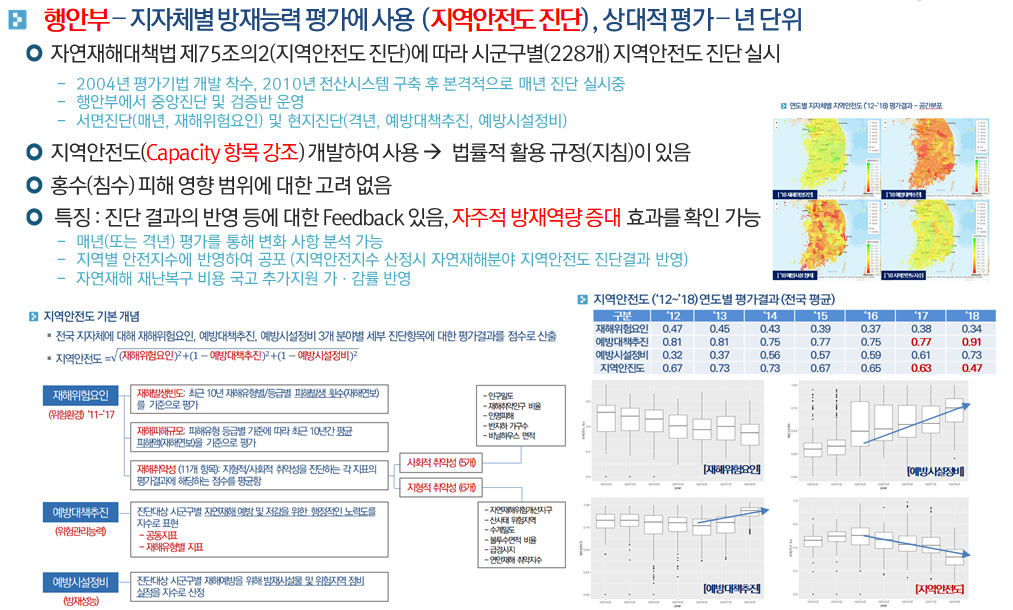 행안부 – 지자체별 방재능력 평가에 사용 (지역안전도 진단), 상대적 평가 – 년 단위
자연재해대책법 제75조의2(지역안전도 진단)에 따라 시군구별(228개) 지역안전도 진단 실시
– 2004년 평가기법 개발 착수, 2010년 전산시스템 구축 후 본격적으로 매년 진단 실시중
– 행안부에서 중앙진단 및 검증반 운영
– 서면진단(매년, 재해위험요인) 및 현지진단(격년, 예방대책추진, 예방시설정비)
지역안전도(Capacity 항목 강조) 개발하여 사용 → 법률적 활용 규정(지침)이 있음
홍수(침수) 피해 영향 범위에 대한 고려 없음
특징 : 진단 결과의 반영 등에 대한 Feedback 있음, 자주적 방재역량 증대 효과를 확인 가능
– 매년(또는 격년) 평가를 통해 변화 사항 분석 가능
– 지역별 안전지수에 반영하여 공포 (지역안전지수 산정시 자연재해분야 지역안전도 진단결과 반영)
– 자연재해 재난복구 비용 국고 추가지원 가·감률 반영
연도별 지자체별 지역안전도 ('12~'18) 평가결과 – 공간분포
['18 재해위험요인]
['18 예방대책추진]
['18 예방시설 정비]
['18 지역안전도지수]
지역안전도 기본 개념
▪ 전국 지자체에 대해 재해위험요인, 예방대책추진, 예방시설정비 3개 분야별 세부 진단항목에 대한 평가결과를 점수로 산출
▪ 지역안전도 =√(재해위험요인)²+(1 − 예방대책추진)²+(1 − 예방시설정비)²
재해위험요인
(위험환경) '11~'17
재해발생빈도: 최근 10년 재해유형별/등급별 피해발생 횟수(재해연보)
를 기준으로 평가
재해피해규모: 피해유형 등급별 기준에 따라 최근 10년간 평균
피해액(재해연보)을 기준으로 평가
재해취약성 (11개 항목): 지형적/사회적 취약성을 진단하는 각 지표의
평가결과에 해당하는 점수를 평균함
사회적 취약성 (5개)
지형적 취약성 (6개)
– 인구밀도
– 재해취약인구 비율
– 인명피해
– 반지하 가구수
– 비닐하우스 면적
– 자연재해위험개선지구
– 산사태 위험지역
– 수계밀도
– 불투수면적 비율
– 급경사지
– 연안재해 취약지수
예방대책추진
(위험관리능력)
진단대상 시군구별 자연재해 예방 및 저감을 위한 행정적인 노력도를
지수로 표현
– 공통지표
– 재해유형별 지표
예방시설정비
(방재성능)
진단대상 시군구별 재해예방을 위해 방재시설물 및 위험지역 정비
실적을 지수로 산정
지역안전도 ('12~'18) 연도별 평가결과 (전국 평균)
구분 '12 '13 '14 '15 '16 '17 '18
재해위험요인 0.47 0.45 0.43 0.39 0.37 0.38 0.34
예방대책추진 0.81 0.81 0.75 0.77 0.75 0.77 0.91
예방시설정비 0.32 0.37 0.56 0.57 0.59 0.61 0.73
지역안전진도 0.67 0.73 0.73 0.67 0.65 0.63 0.47
[재해위험요인]
[예방시설정비]
[예방대책추진]
[지역안전도]